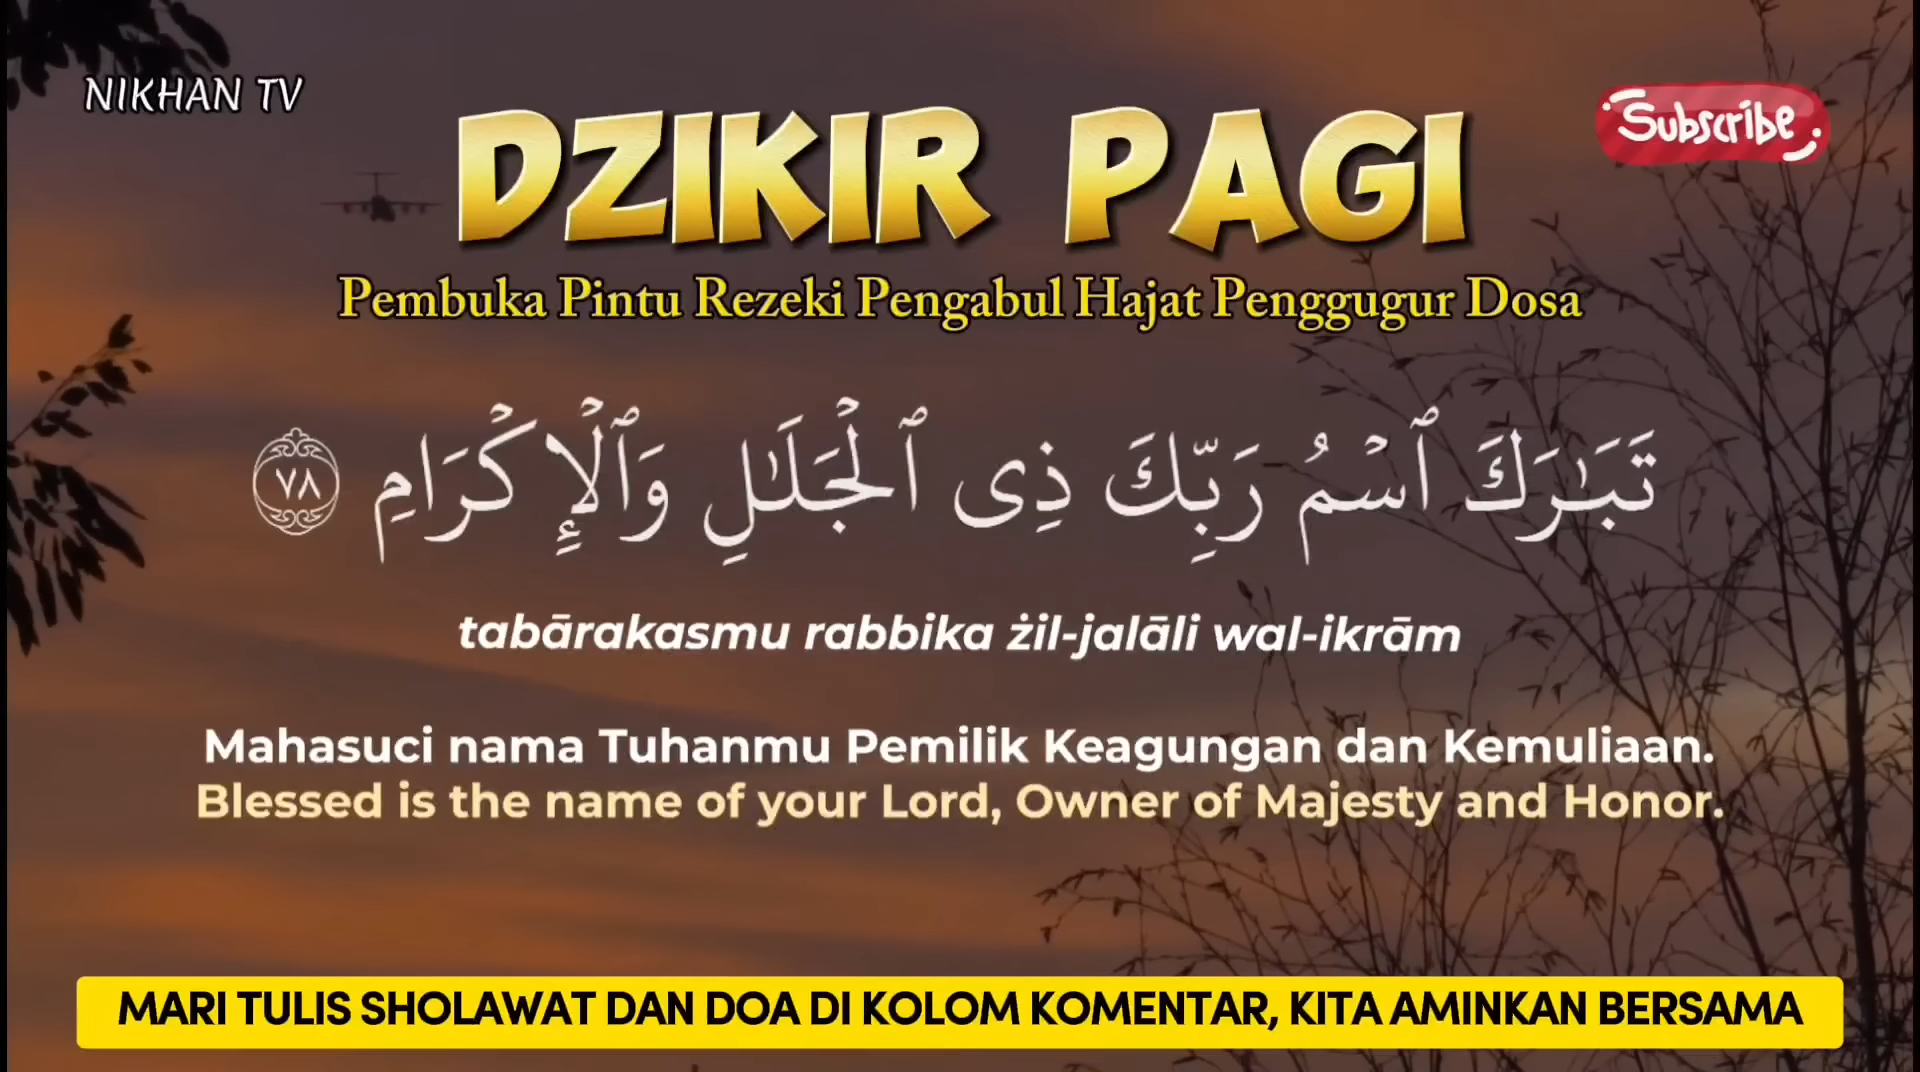 NIKHAN TV
Subscribe
DZIKIR PAGI
Pembuka Pintu Rezeki Pengabul Hajat Penggugur Dosa
تَبَـٰرَكَ ٱسْمُ رَبِّكَ ذِى ٱلْجَلَـٰلِ وَٱلْإِكْرَامِ ٧٨
tabārakasmu rabbika żil-jalāli wal-ikrām
Mahasuci nama Tuhanmu Pemilik Keagungan dan Kemuliaan.
Blessed is the name of your Lord, Owner of Majesty and Honor.
MARI TULIS SHOLAWAT DAN DOA DI KOLOM KOMENTAR, KITA AMINKAN BERSAMA